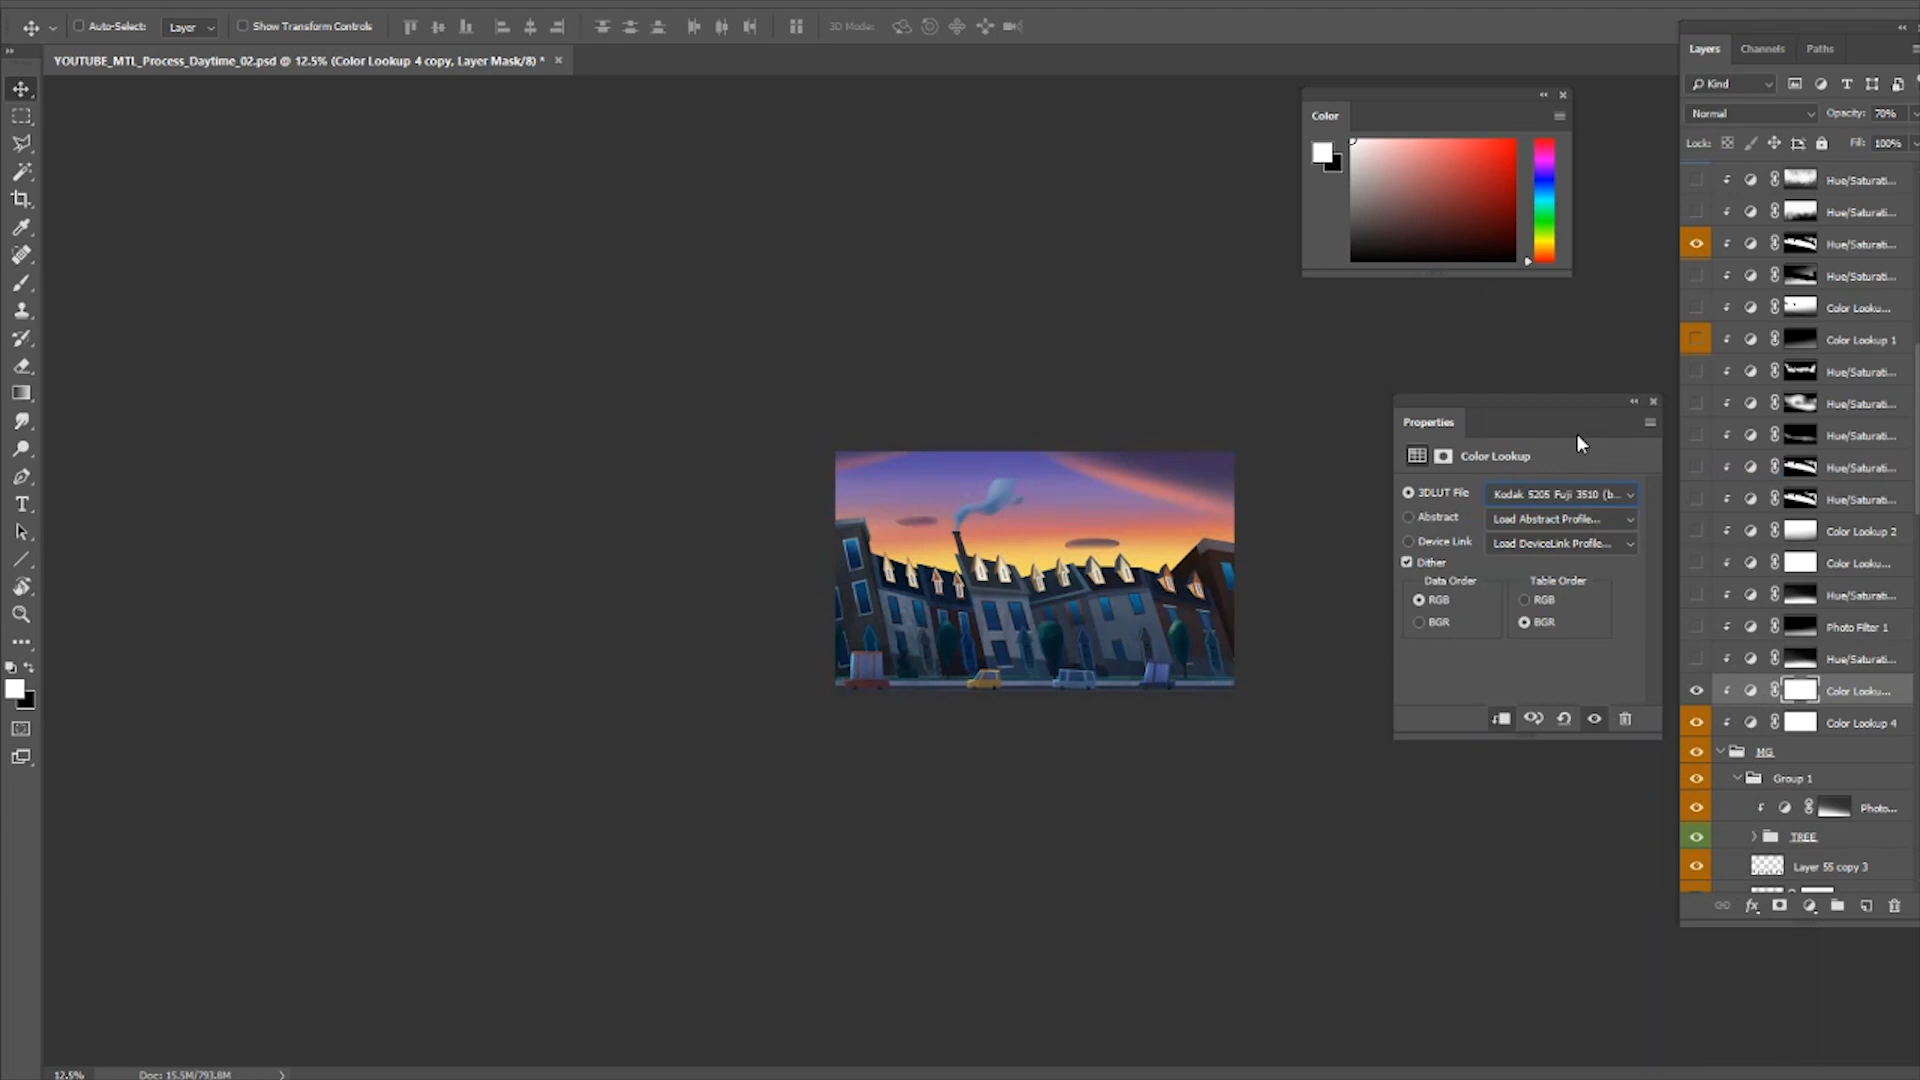 Auto-Select:
Layer
Show Transform Controls
3D Mode:
YOUTUBE_MTL_Process_Daytime_02.psd @ 12.5% (Color Lookup 4 copy, Layer Mask/8) *
Color
Properties
Color Lookup
3DLUT File
Kodak 5205 Fuji 3510 (b...
Abstract
Load Abstract Profile...
Device Link
Load DeviceLink Profile...
Dither
Data Order
Table Order
RGB
RGB
BGR
BGR
Layers
Channels
Paths
Kind
Normal
Opacity: 70%
Lock:
Fill: 100%
Hue/Saturati...
Hue/Saturati...
Hue/Saturati...
Hue/Saturati...
Color Looku...
Color Lookup 1
Hue/Saturati...
Hue/Saturati...
Hue/Saturati...
Hue/Saturati...
Hue/Saturati...
Color Lookup 2
Color Looku...
Hue/Saturati...
Photo Filter 1
Hue/Saturati...
Color Looku...
Color Lookup 4
MG
Group 1
Photo...
TREE
Layer 55 copy 3
12.5%
Doc: 15.5M/793.8M